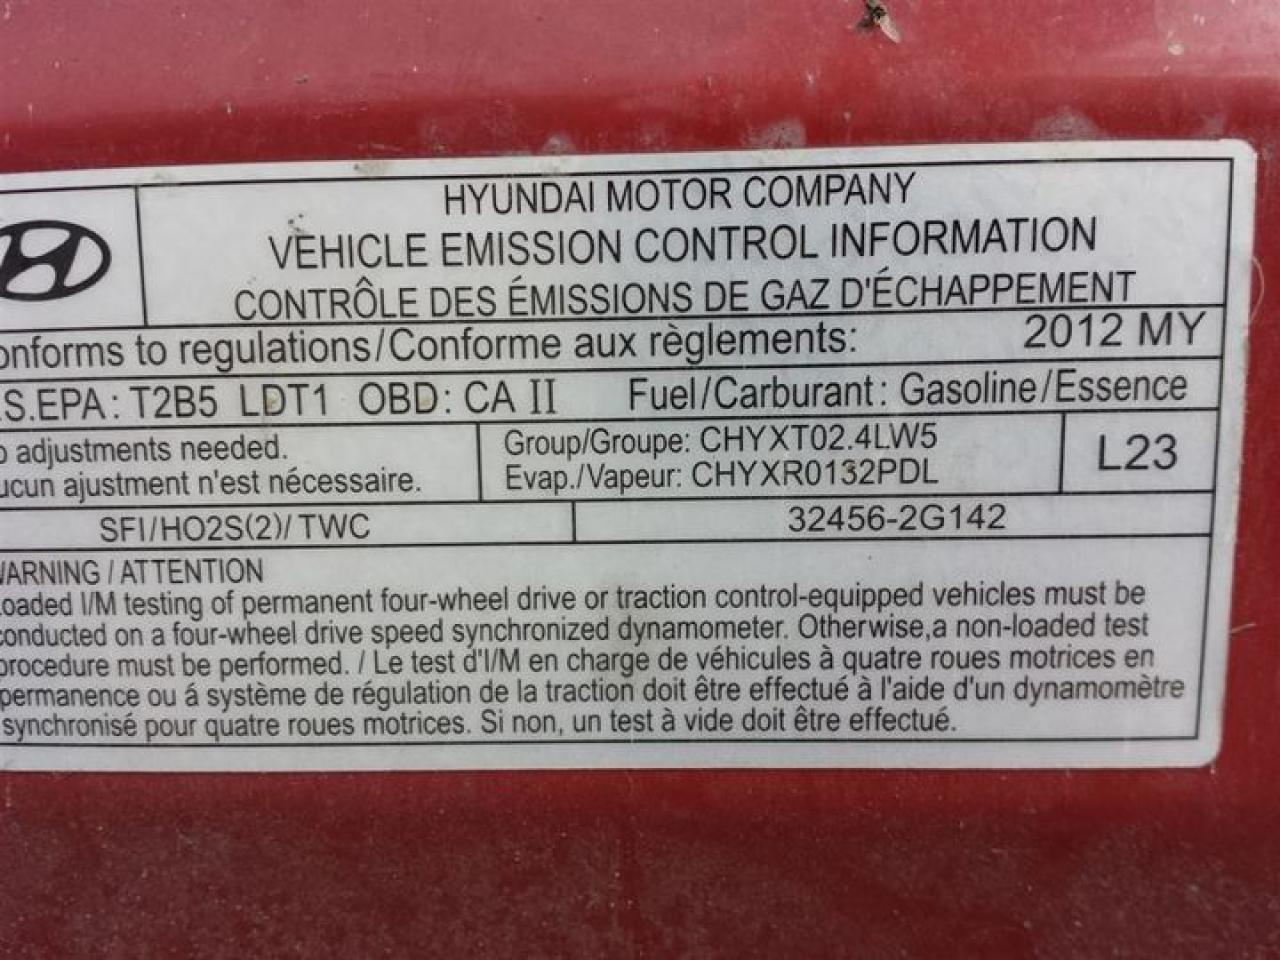 HYUNDAI MOTOR COMPANY
VEHICLE EMISSION CONTROL INFORMATION
CONTRÔLE DES ÉMISSIONS DE GAZ D'ÉCHAPPEMENT
onforms to regulations/Conforme aux règlements: 2012 MY
.S.EPA: T2B5 LDT1 OBD: CA II Fuel/Carburant: Gasoline/Essence
o adjustments needed.
ucun ajustment n'est nécessaire.
Group/Groupe: CHYXT02.4LW5
Evap./Vapeur: CHYXR0132PDL
L23
SFI/HO2S(2)/TWC 32456-2G142
ARNING / ATTENTION
oaded I/M testing of permanent four-wheel drive or traction control-equipped vehicles must be
conducted on a four-wheel drive speed synchronized dynamometer. Otherwise,a non-loaded test
procedure must be performed. / Le test d'I/M en charge de véhicules à quatre roues motrices en
permanence ou á système de régulation de la traction doit être effectué à l'aide d'un dynamomètre
synchronisé pour quatre roues motrices. Si non, un test à vide doit être effectué.